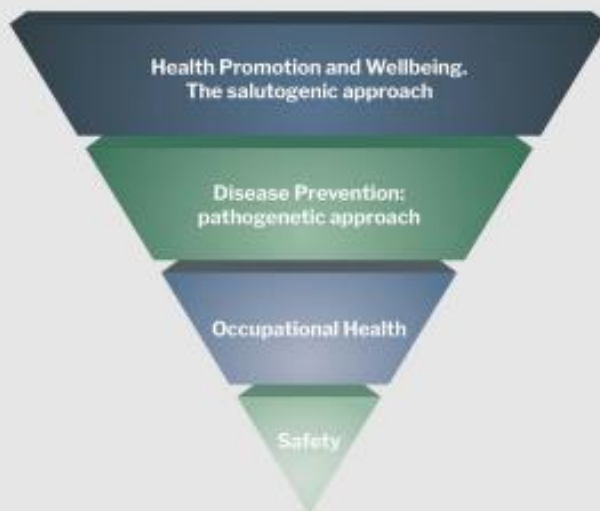 Health Promotion and Wellbeing.
The salutogenic approach
Disease Prevention:
pathogenetic approach
Occupational Health
Safety